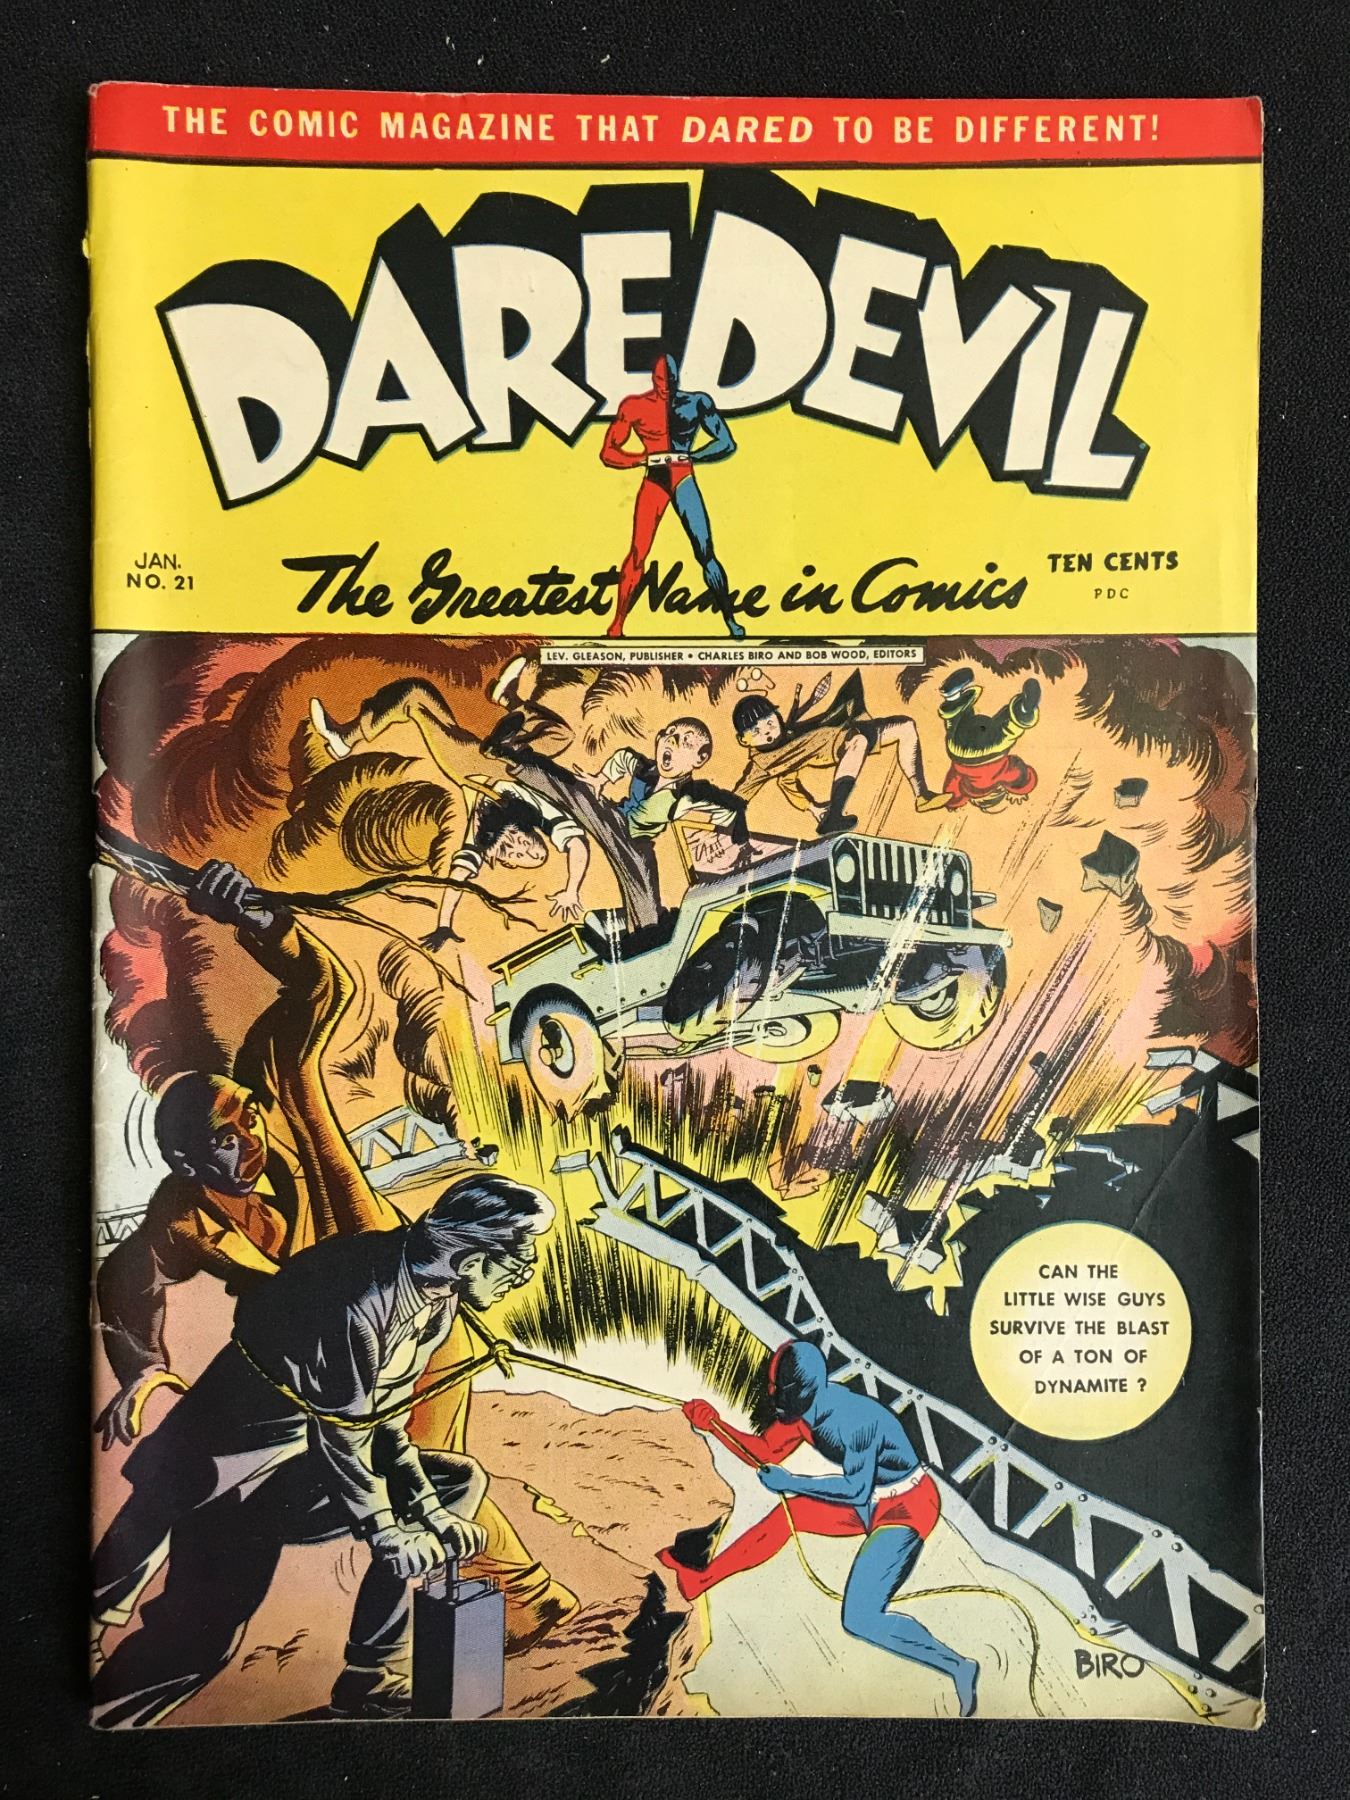 THE COMIC MAGAZINE THAT DARED TO BE DIFFERENT!
DAREDEVIL
JAN.
NO. 21
The Greatest Name in Comics
TEN CENTS
PDC
LEV. GLEASON, PUBLISHER • CHARLES BIRO AND BOB WOOD, EDITORS
CAN THE
LITTLE WISE GUYS
SURVIVE THE BLAST
OF A TON OF
DYNAMITE ?
BIRO